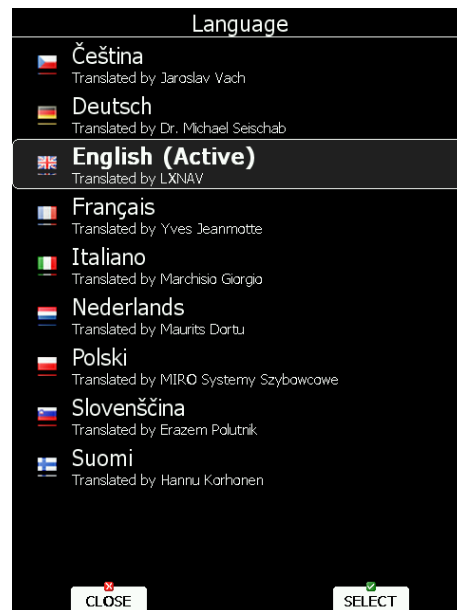 Language
Čeština
Translated by Jaroslav Vach
Deutsch
Translated by Dr. Michael Seischab
English (Active)
Translated by LXNAV
Français
Translated by Yves Jeanmotte
Italiano
Translated by Marchisio Giorgio
Nederlands
Translated by Maurits Dortu
Polski
Translated by MIRO Systemy Szybowcowe
Slovenščina
Translated by Erazem Polutnik
Suomi
Translated by Hannu Korhonen
CLOSE
SELECT